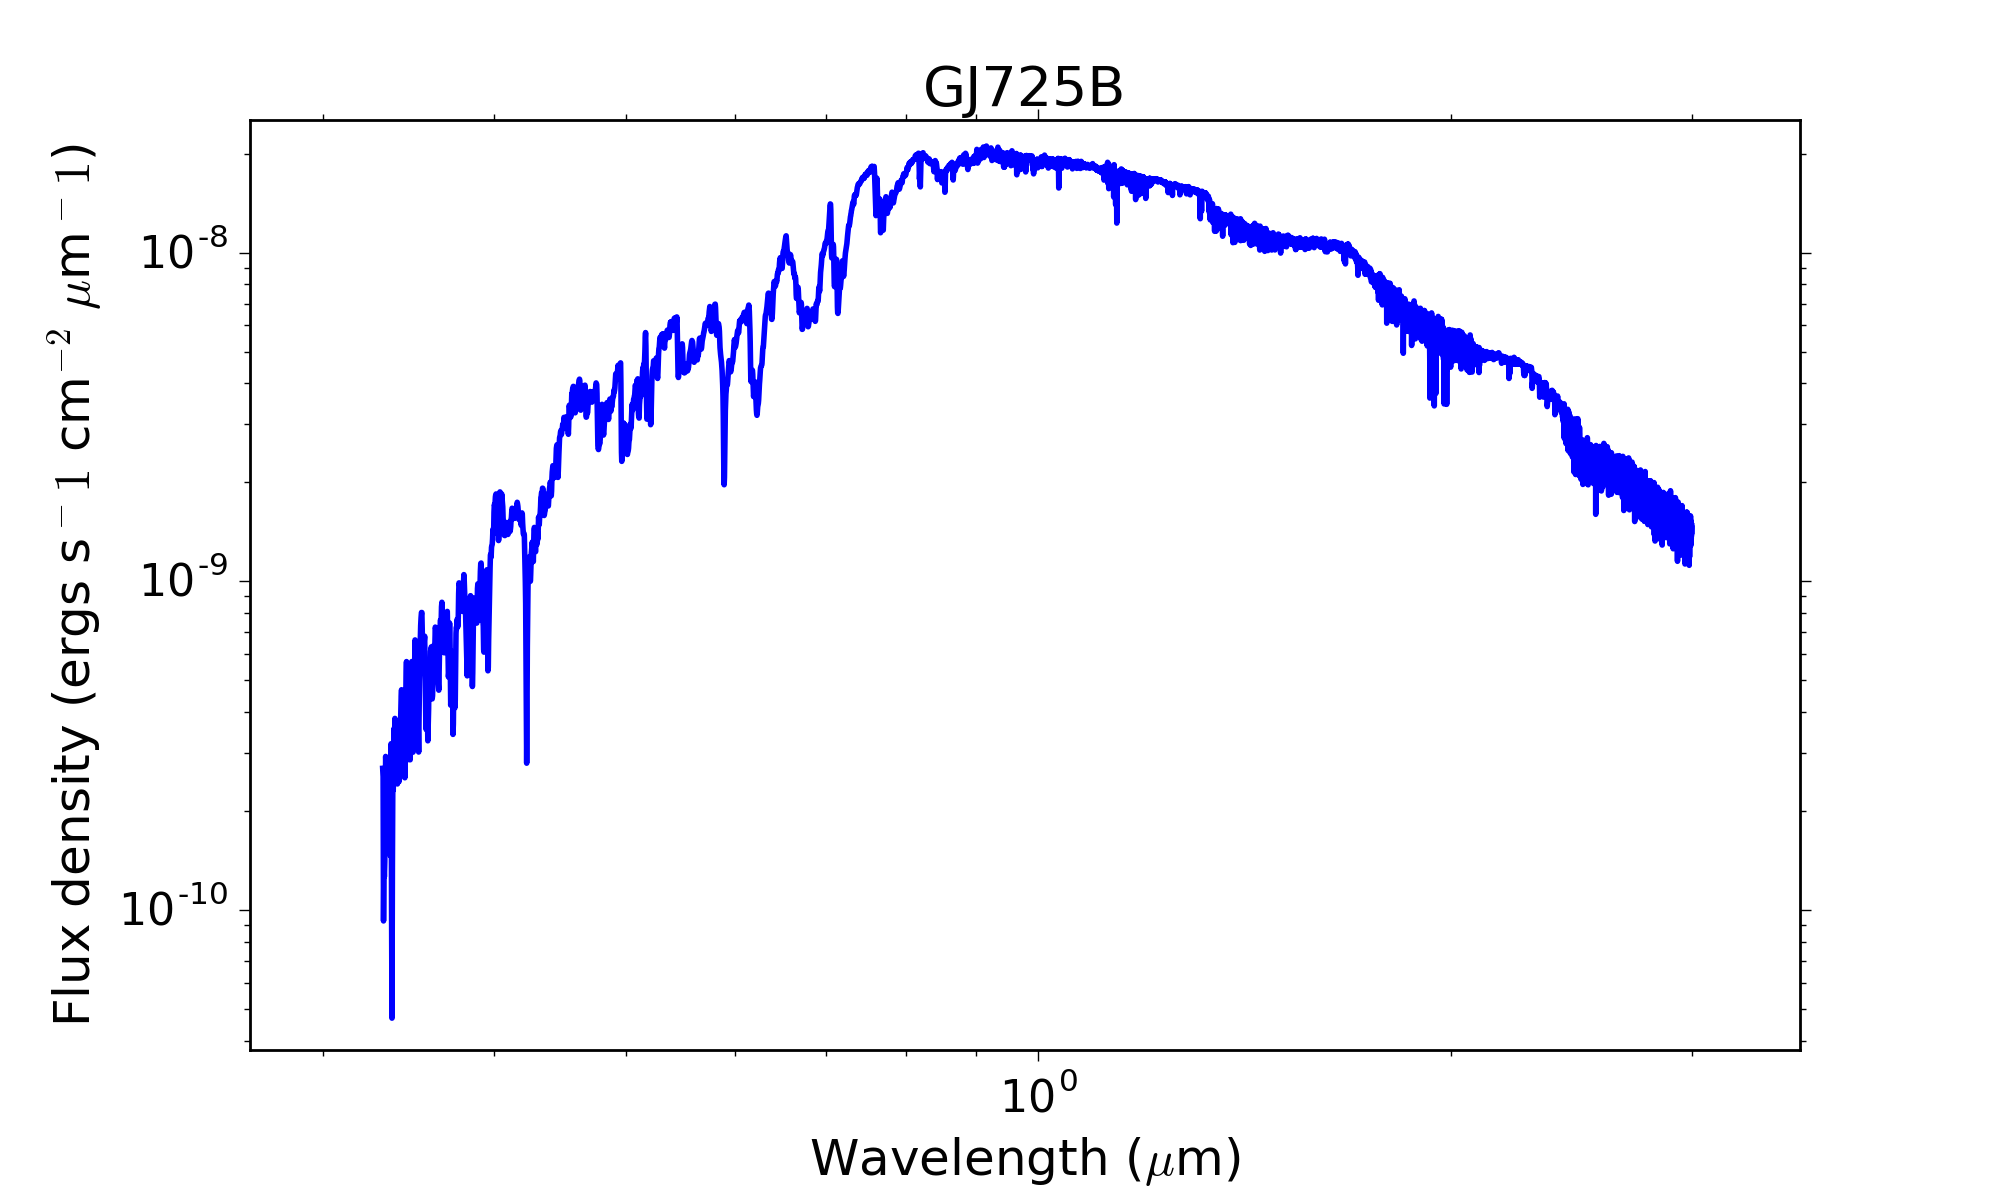 GJ725B
Flux density (ergs s⁻ 1 cm⁻² μm⁻ 1)
10⁻⁸
10⁻⁹
10⁻¹⁰
10⁰
Wavelength (μm)